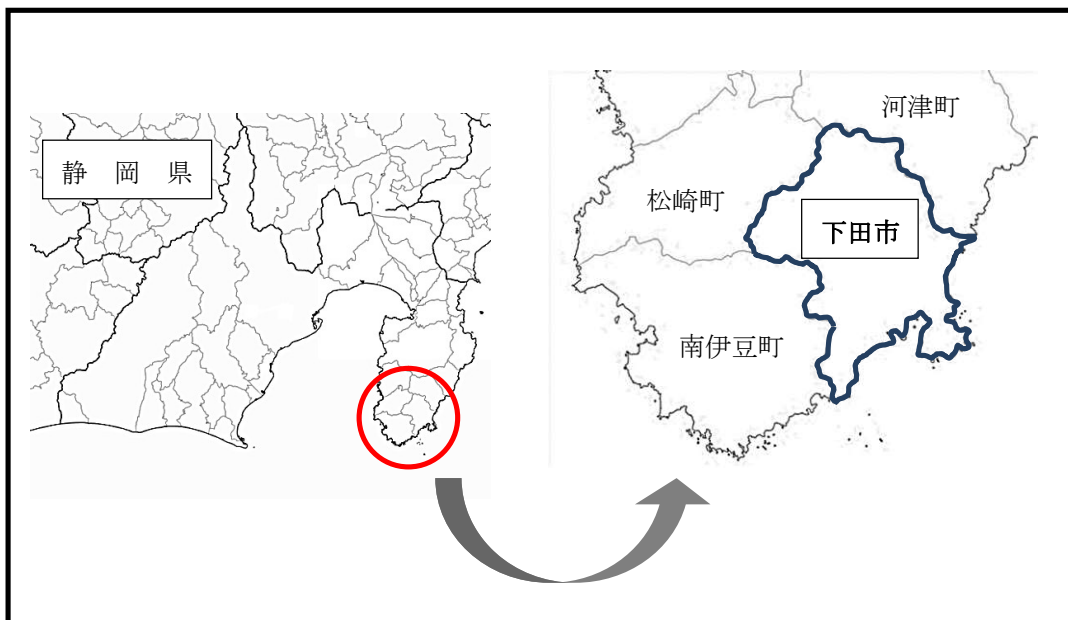 静 岡 県
河津町
松崎町
下田市
南伊豆町